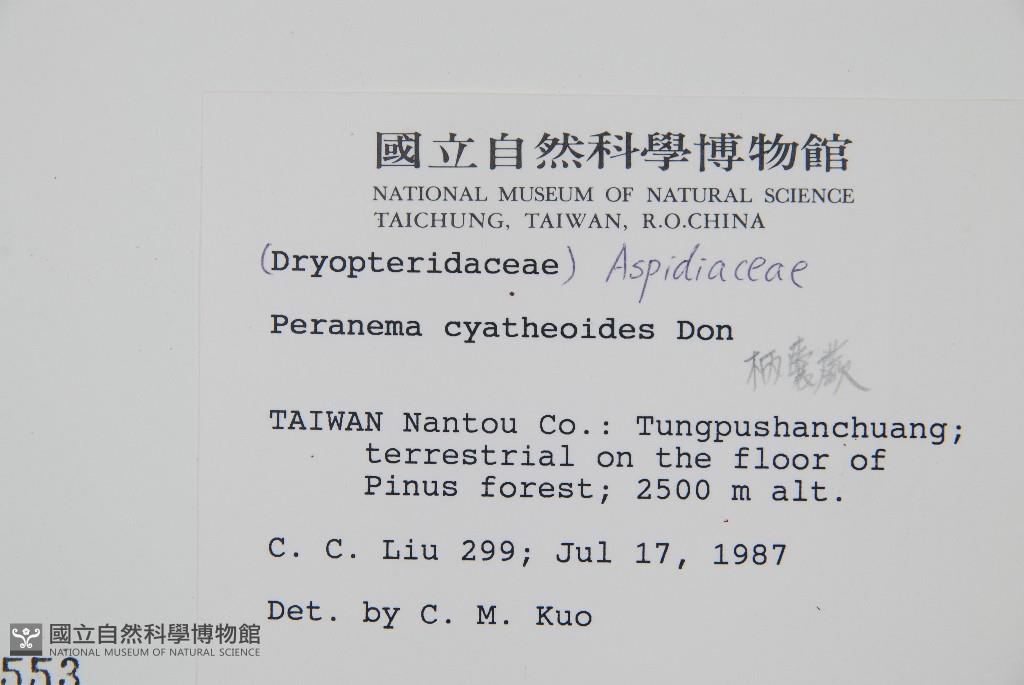 國立自然科學博物館
NATIONAL MUSEUM OF NATURAL SCIENCE
TAICHUNG, TAIWAN, R.O.CHINA
(Dryopteridaceae) Aspidiaceae
Peranema cyatheoides Don
柄囊蕨
TAIWAN Nantou Co.: Tungpushanchuang;
terrestrial on the floor of
Pinus forest; 2500 m alt.
C. C. Liu 299; Jul 17, 1987
Det. by C. M. Kuo
國立自然科學博物館
NATIONAL MUSEUM OF NATURAL SCIENCE
553